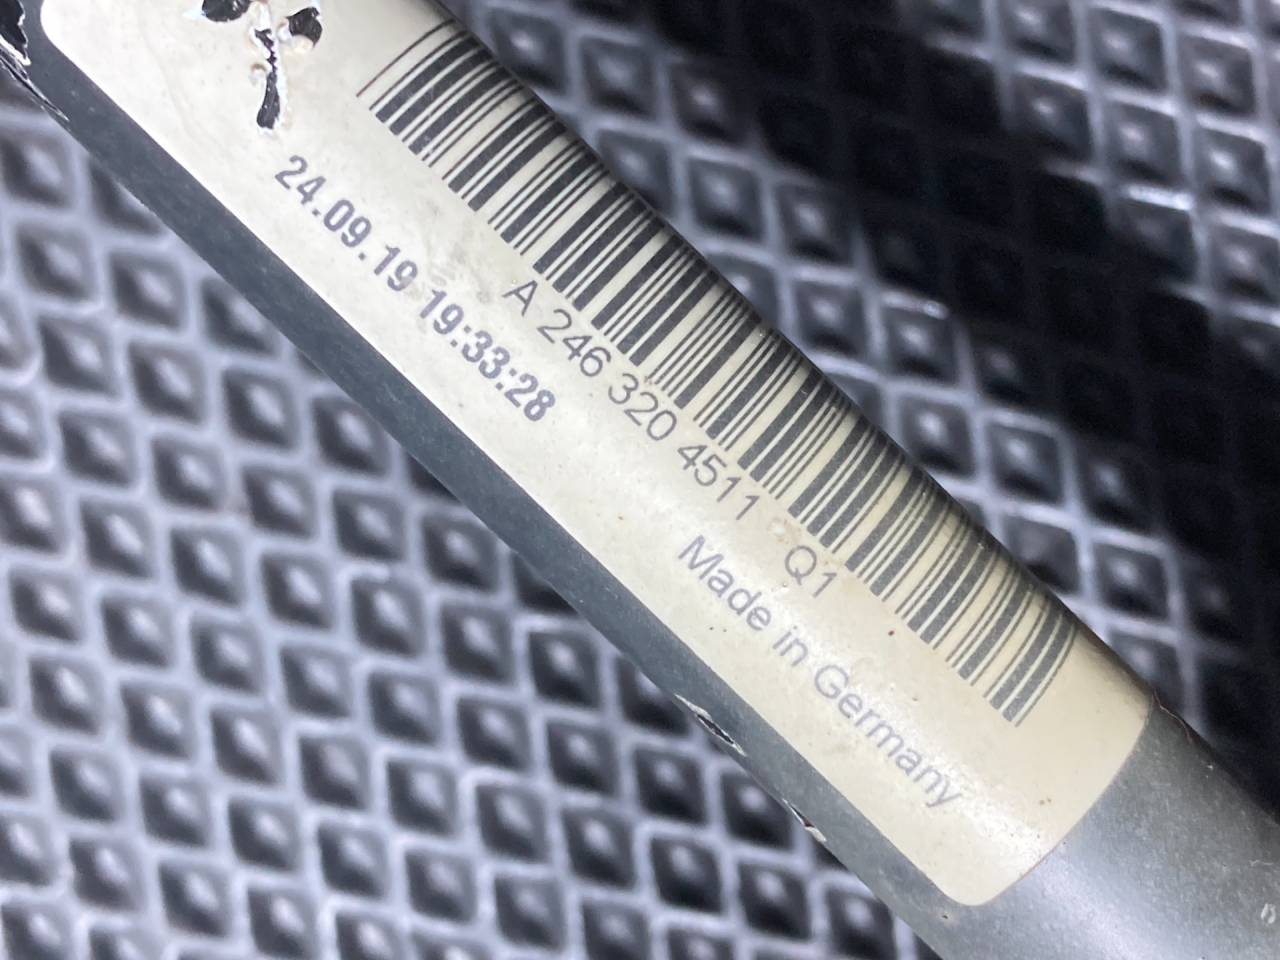 A 246 320 4511 Q1
24.09.19 19:33:28
Made in Germany